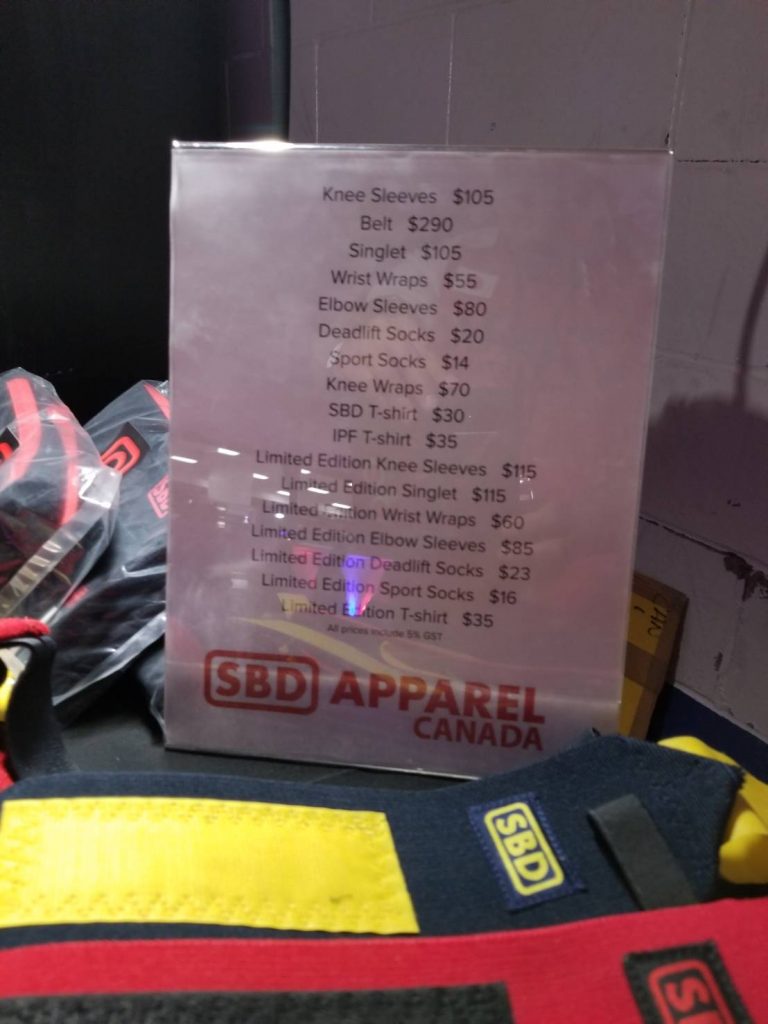 Knee Sleeves $105
Belt $290
Singlet $105
Wrist Wraps $55
Elbow Sleeves $80
Deadlift Socks $20
Sport Socks $14
Knee Wraps $70
SBD T-shirt $30
IPF T-shirt $35
Limited Edition Knee Sleeves $115
Limited Edition Singlet $115
Limited Edition Wrist Wraps $60
Limited Edition Elbow Sleeves $85
Limited Edition Deadlift Socks $23
Limited Edition Sport Socks $16
Limited Edition T-shirt $35
All prices include 5% GST
SBD APPAREL
CANADA
SBD